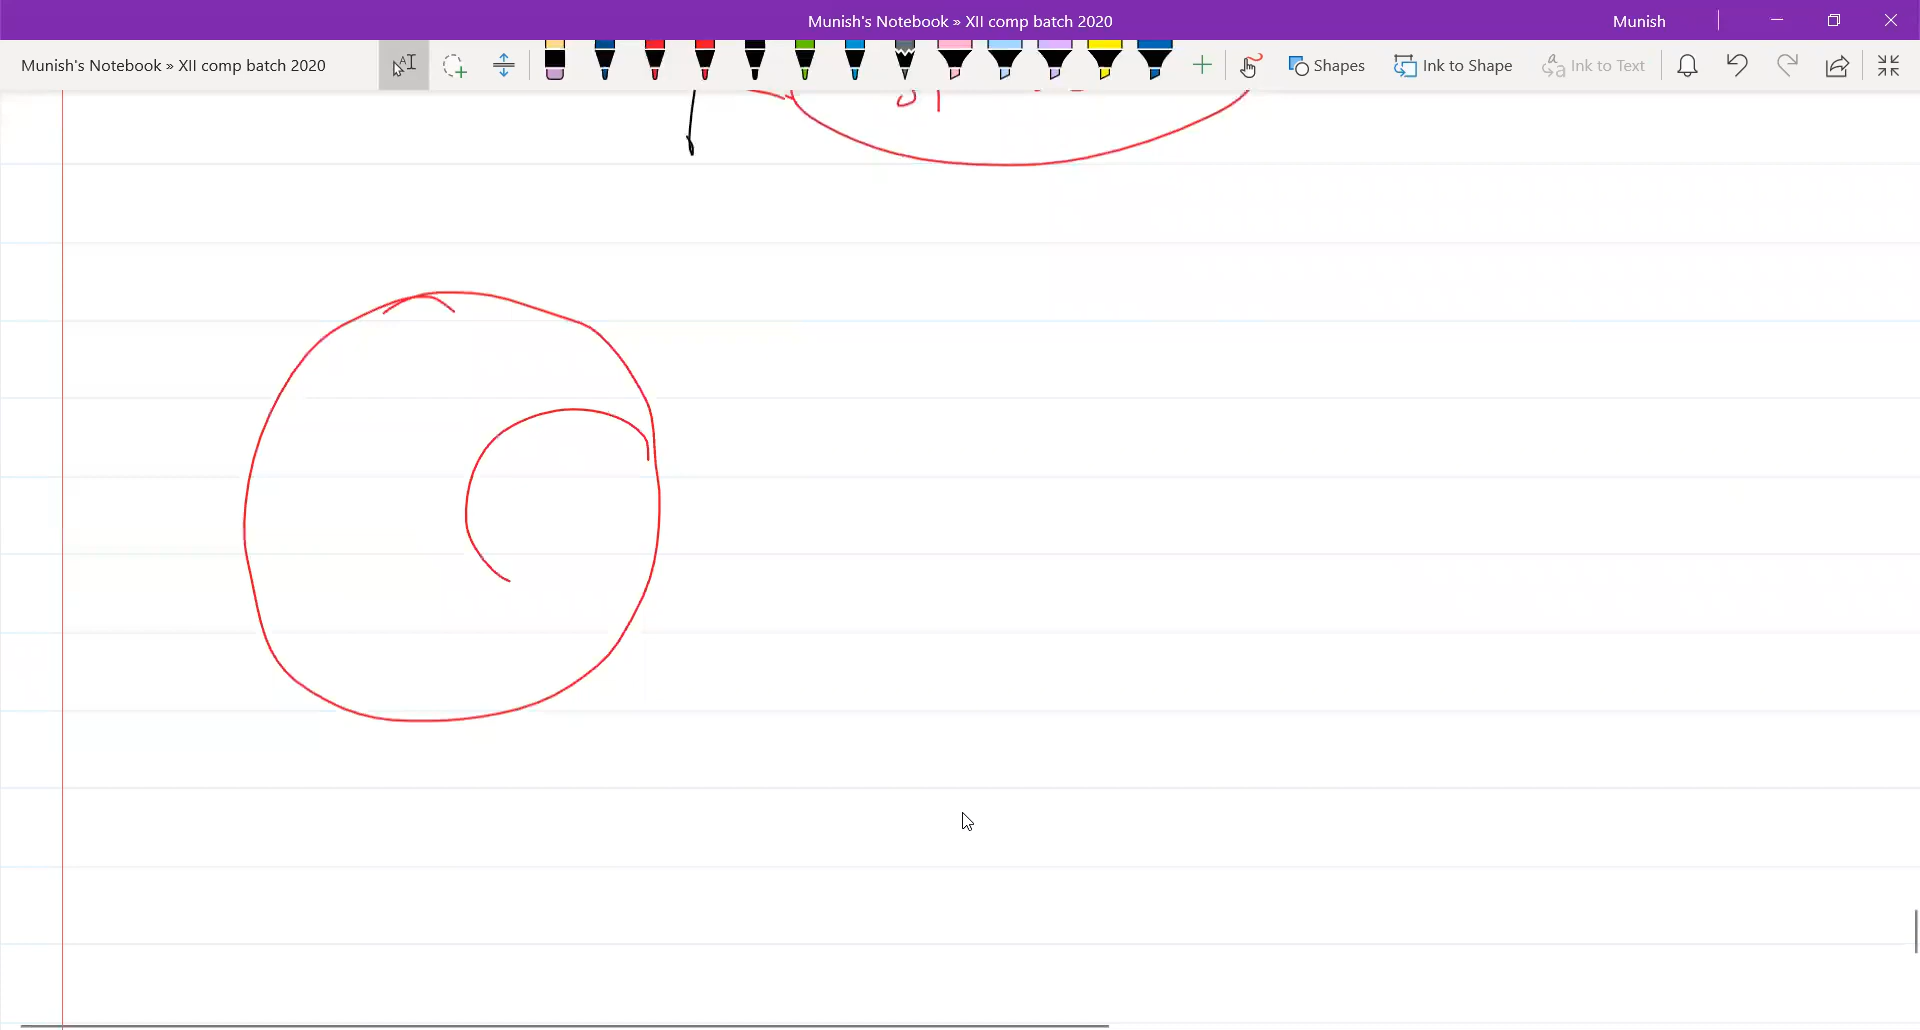 Munish's Notebook » XII comp batch 2020
Munish
Munish's Notebook » XII comp batch 2020
Shapes
Ink to Shape
Ink to Text